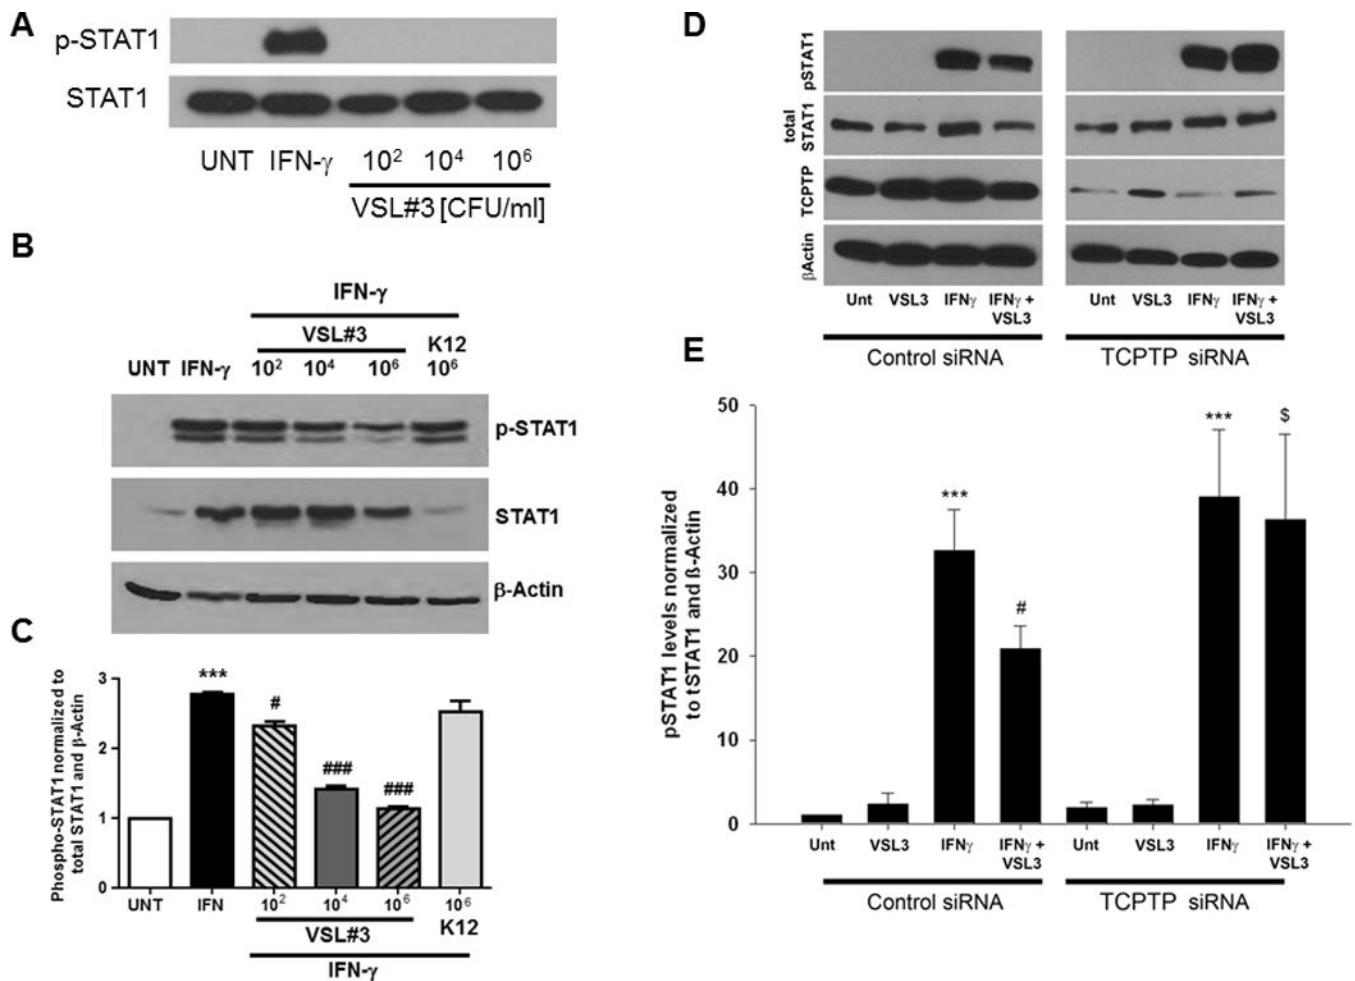 A
p-STAT1
STAT1
UNT IFN-γ 10² 10⁴ 10⁶
VSL#3 [CFU/ml]
B
IFN-γ
VSL#3
K12
UNT IFN-γ 10² 10⁴ 10⁶ 10⁶
p-STAT1
STAT1
β-Actin
C
Phospho-STAT1 normalized to
total STAT1 and β-Actin
3
2
1
0
***
#
###
###
UNT IFN 10² 10⁴ 10⁶ 10⁶
VSL#3
K12
IFN-γ
D
pSTAT1
total
STAT1
TCPTP
βActin
Unt VSL3 IFNγ IFNγ +
VSL3
Unt VSL3 IFNγ IFNγ +
VSL3
Control siRNA
TCPTP siRNA
E
pSTAT1 levels normalized
to tSTAT1 and ß-Actin
50
40
30
20
10
0
***
#
***
$
Unt VSL3 IFNγ IFNγ +
VSL3
Unt VSL3 IFNγ IFNγ +
VSL3
Control siRNA
TCPTP siRNA